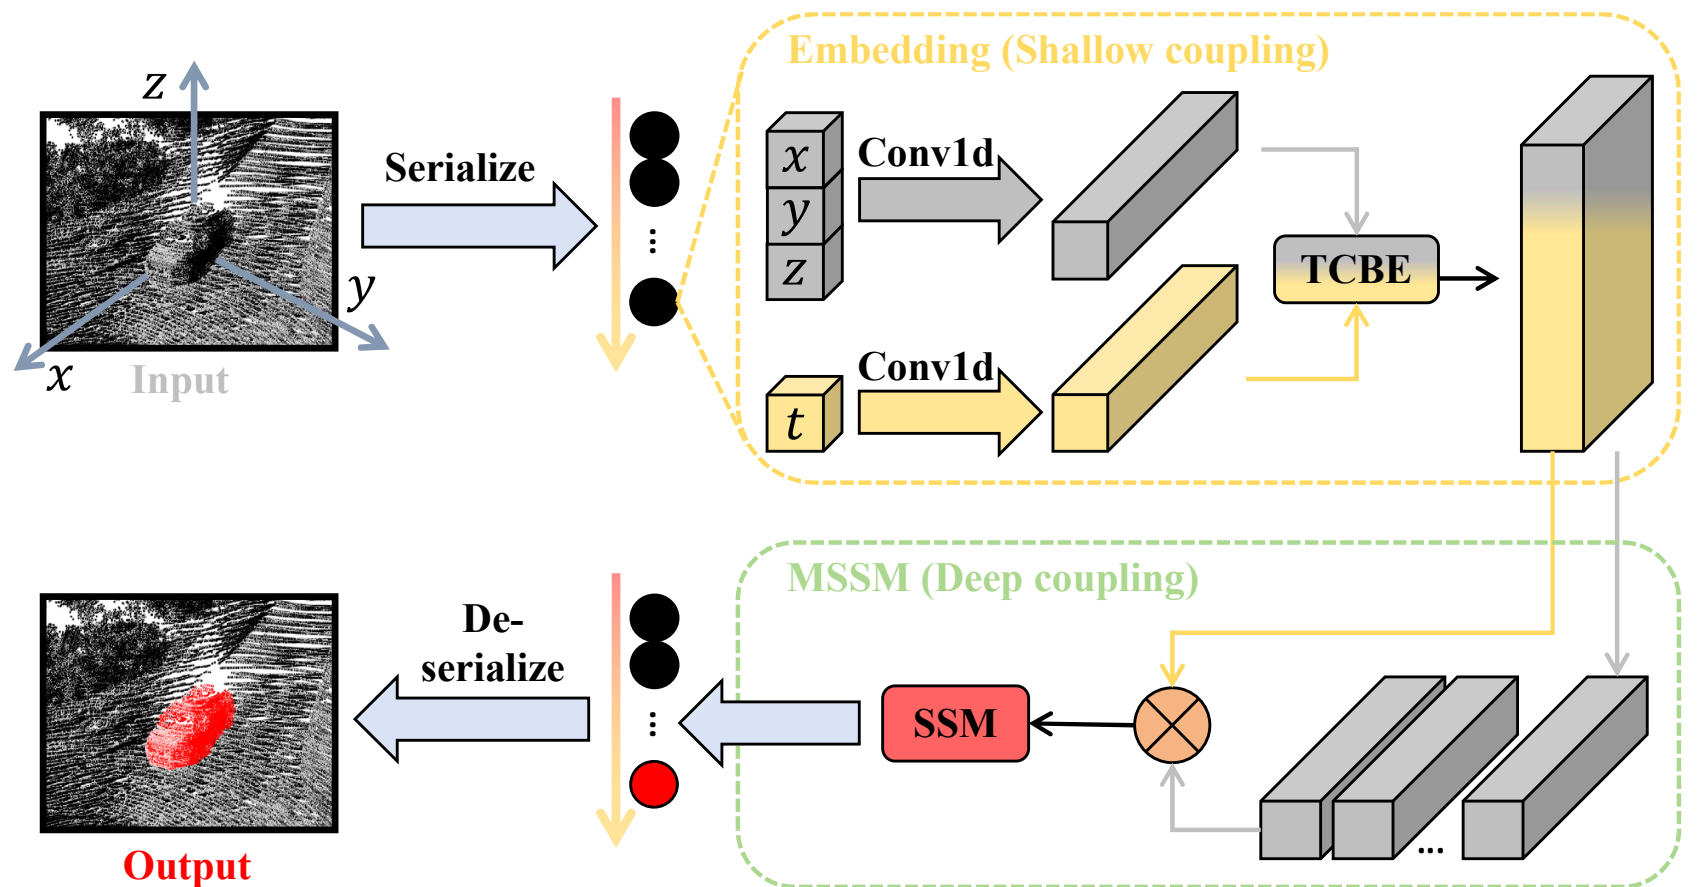 Embedding (Shallow coupling)
z
Serialize
x
y
z
Conv1d
TCBE
...
y
x
Input
t
Conv1d
MSSM (Deep coupling)
De-
serialize
...
SSM
...
Output